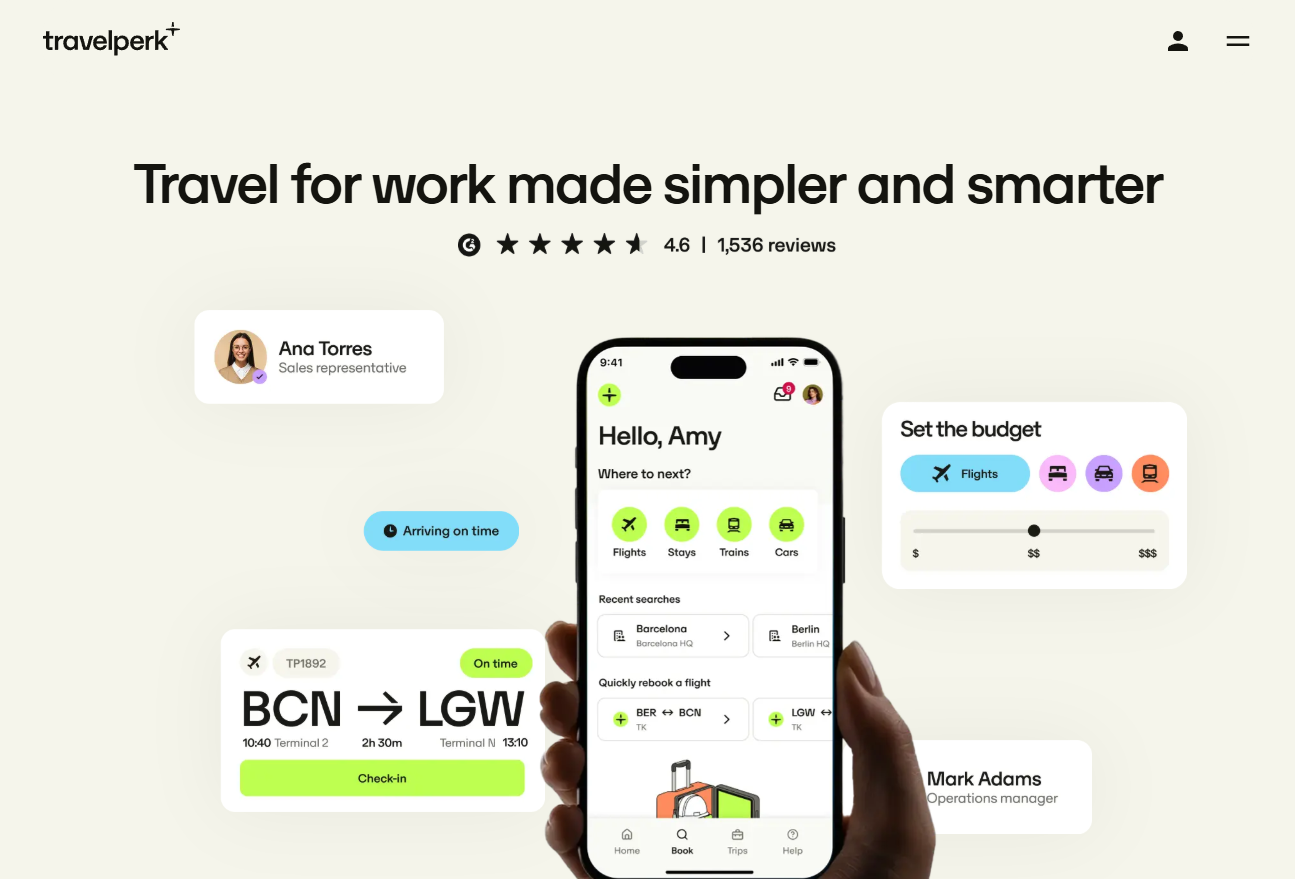 travelperk
Travel for work made simpler and smarter
4.6 | 1,536 reviews
Ana Torres
Sales representative
Arriving on time
TP1892
On time
BCN → LGW
10:40 Terminal 2 2h 30m Terminal N 13:10
Check-in
9:41
9
Hello, Amy
Where to next?
Flights Stays Trains Cars
Recent searches
Barcelona
Barcelona HQ
Berlin
Berlin HQ
Quickly rebook a flight
BER ↔ BCN
TK
LGW ↔
TK
Home Book Trips Help
Set the budget
Flights
$ $$ $$$
Mark Adams
Operations manager